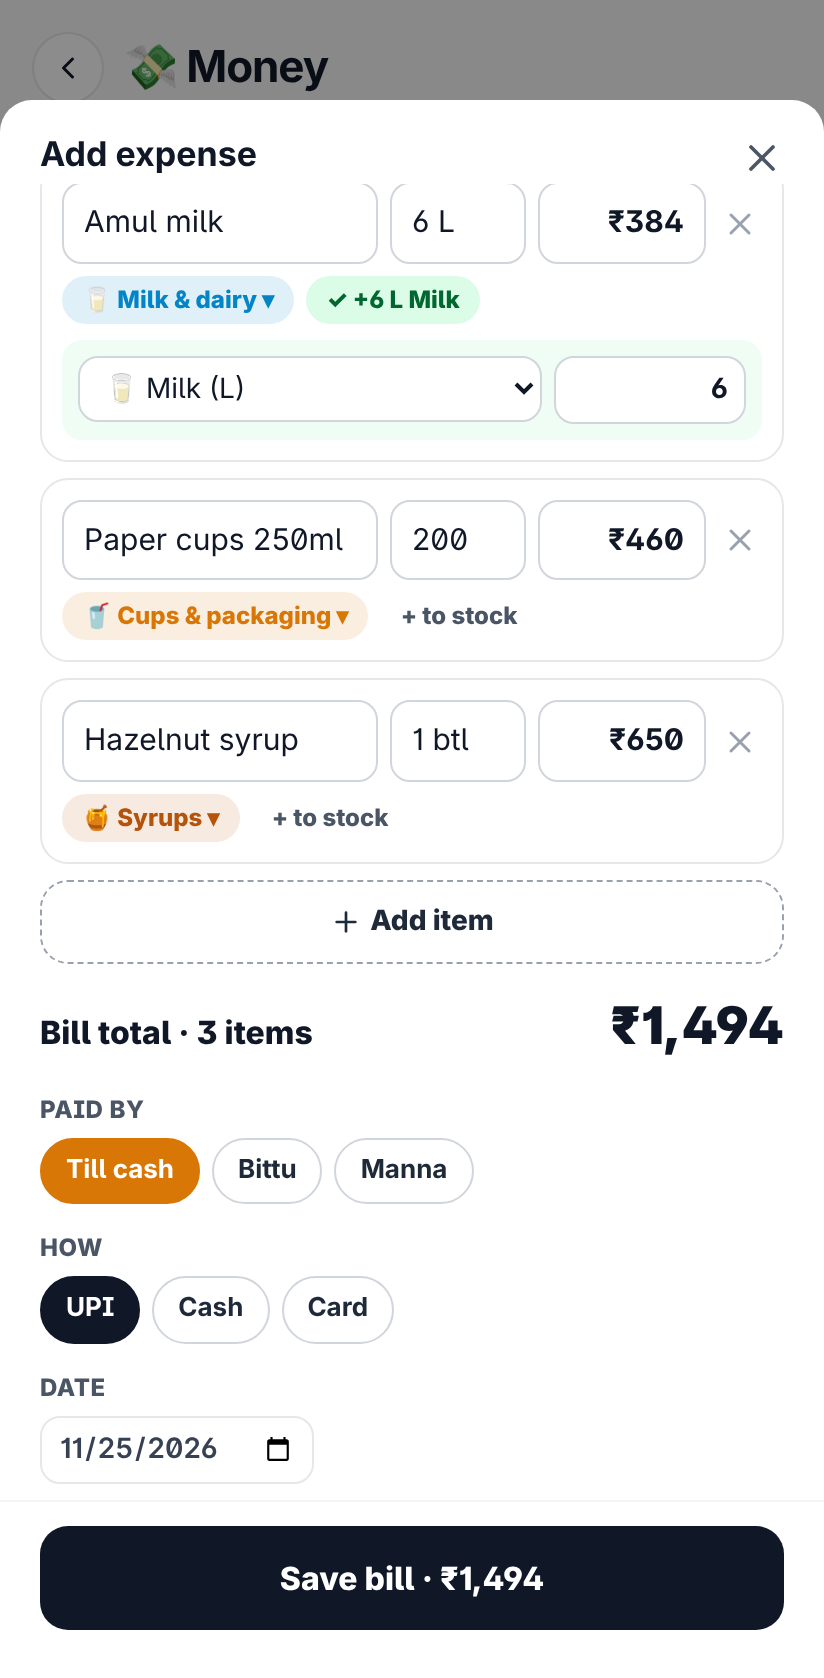 Money
Add expense
Amul milk 6 L ₹384
Milk & dairy ▾ ✓ +6 L Milk
Milk (L) 6
Paper cups 250ml 200 ₹460
Cups & packaging ▾ + to stock
Hazelnut syrup 1 btl ₹650
Syrups ▾ + to stock
+ Add item
Bill total · 3 items ₹1,494
PAID BY
Till cash Bittu Manna
HOW
UPI Cash Card
DATE
11/25/2026
Save bill · ₹1,494